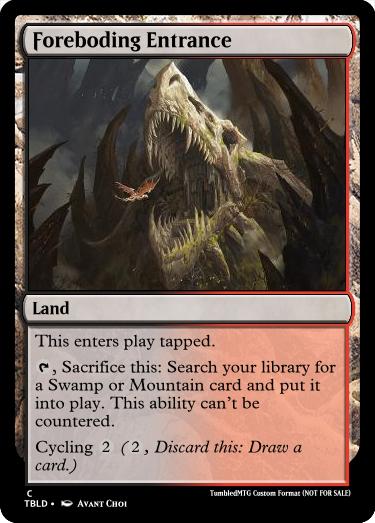 Foreboding Entrance
Land
This enters play tapped.
, Sacrifice this: Search your library for
a Swamp or Mountain card and put it
into play. This ability can't be
countered.
Cycling 2 (2, Discard this: Draw a
card.)
C
TBLD • Avant Choi
TumbledMTG Custom Format (NOT FOR SALE)